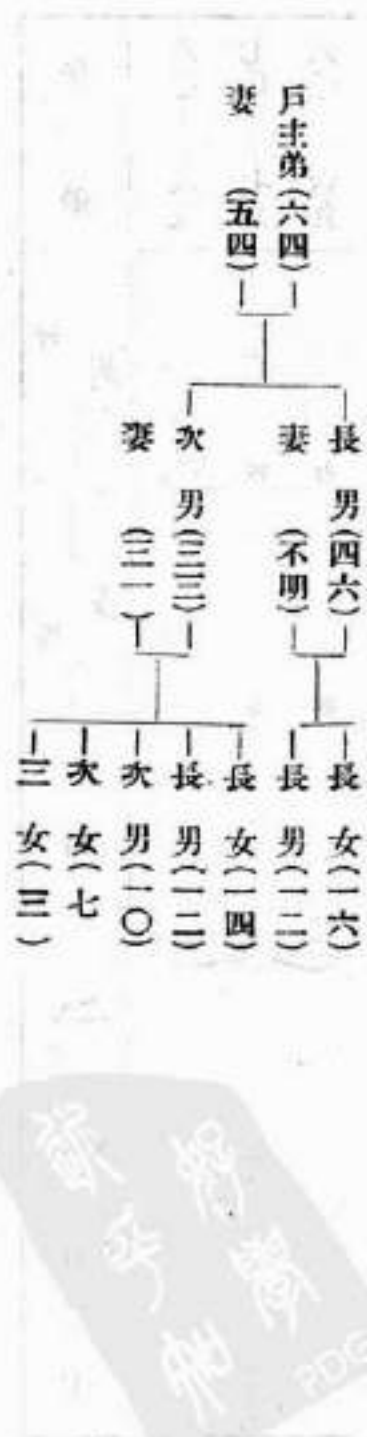 戶主弟(六四)
妻　(五四)
長　男(四六)
妻　(不明)
次　男(三三)
妻　(三一)
長　女(一六)
長　男(一二)
長　女(一四)
長　男(一二)
次　男(一〇)
次　女(七
三　女(三)
PDG